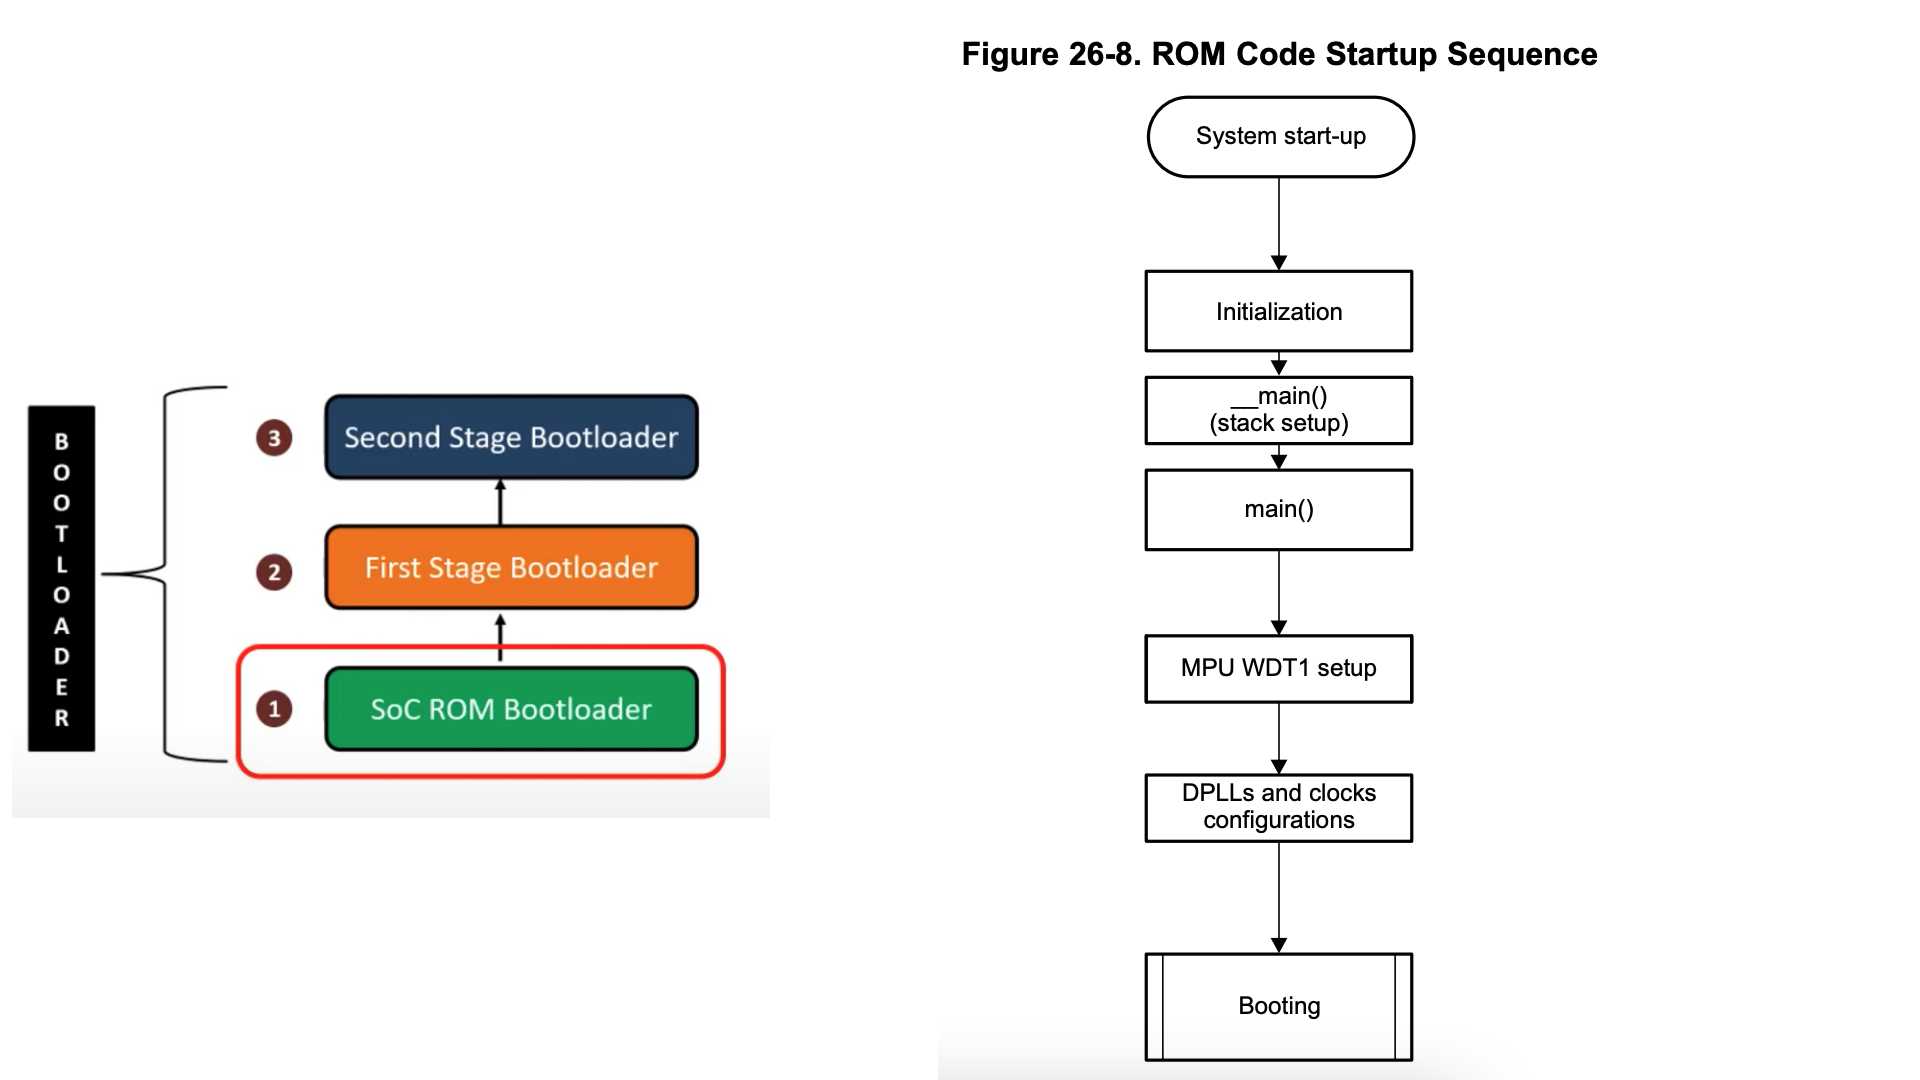 BOOTLOADER
3
Second Stage Bootloader
2
First Stage Bootloader
1
SoC ROM Bootloader
Figure 26-8. ROM Code Startup Sequence
System start-up
Initialization
__main()
(stack setup)
main()
MPU WDT1 setup
DPLLs and clocks
configurations
Booting